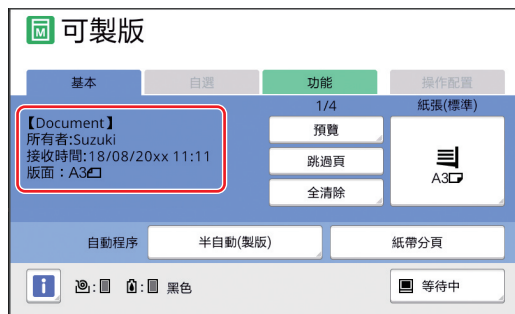 可製版
基本
自選
功能
操作配置
【Document】
所有者:Suzuki
接收時間:18/08/20xx 11:11
版面：A3
1/4
預覽
跳過頁
全清除
紙張(標準)
A3
自動程序
半自動(製版)
紙帶分頁
: : 黑色
等待中